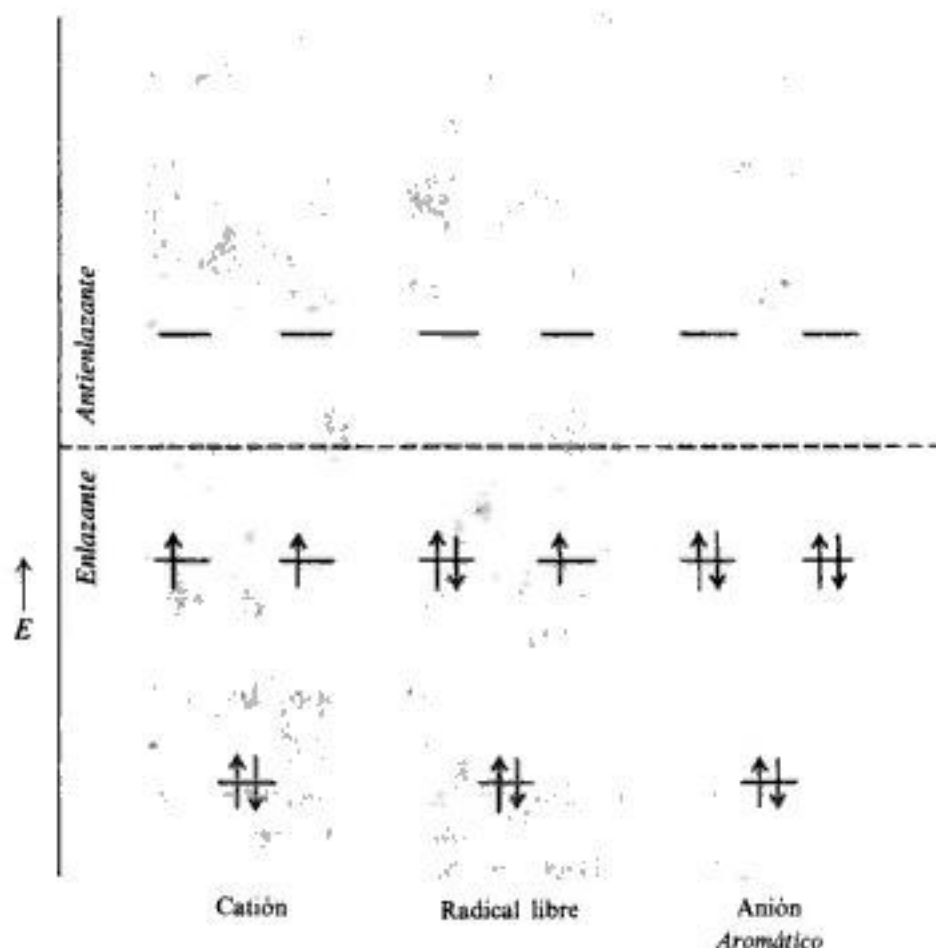 Antienlazante
Enlazante
E
Catión
Radical libre
Anión
Aromático